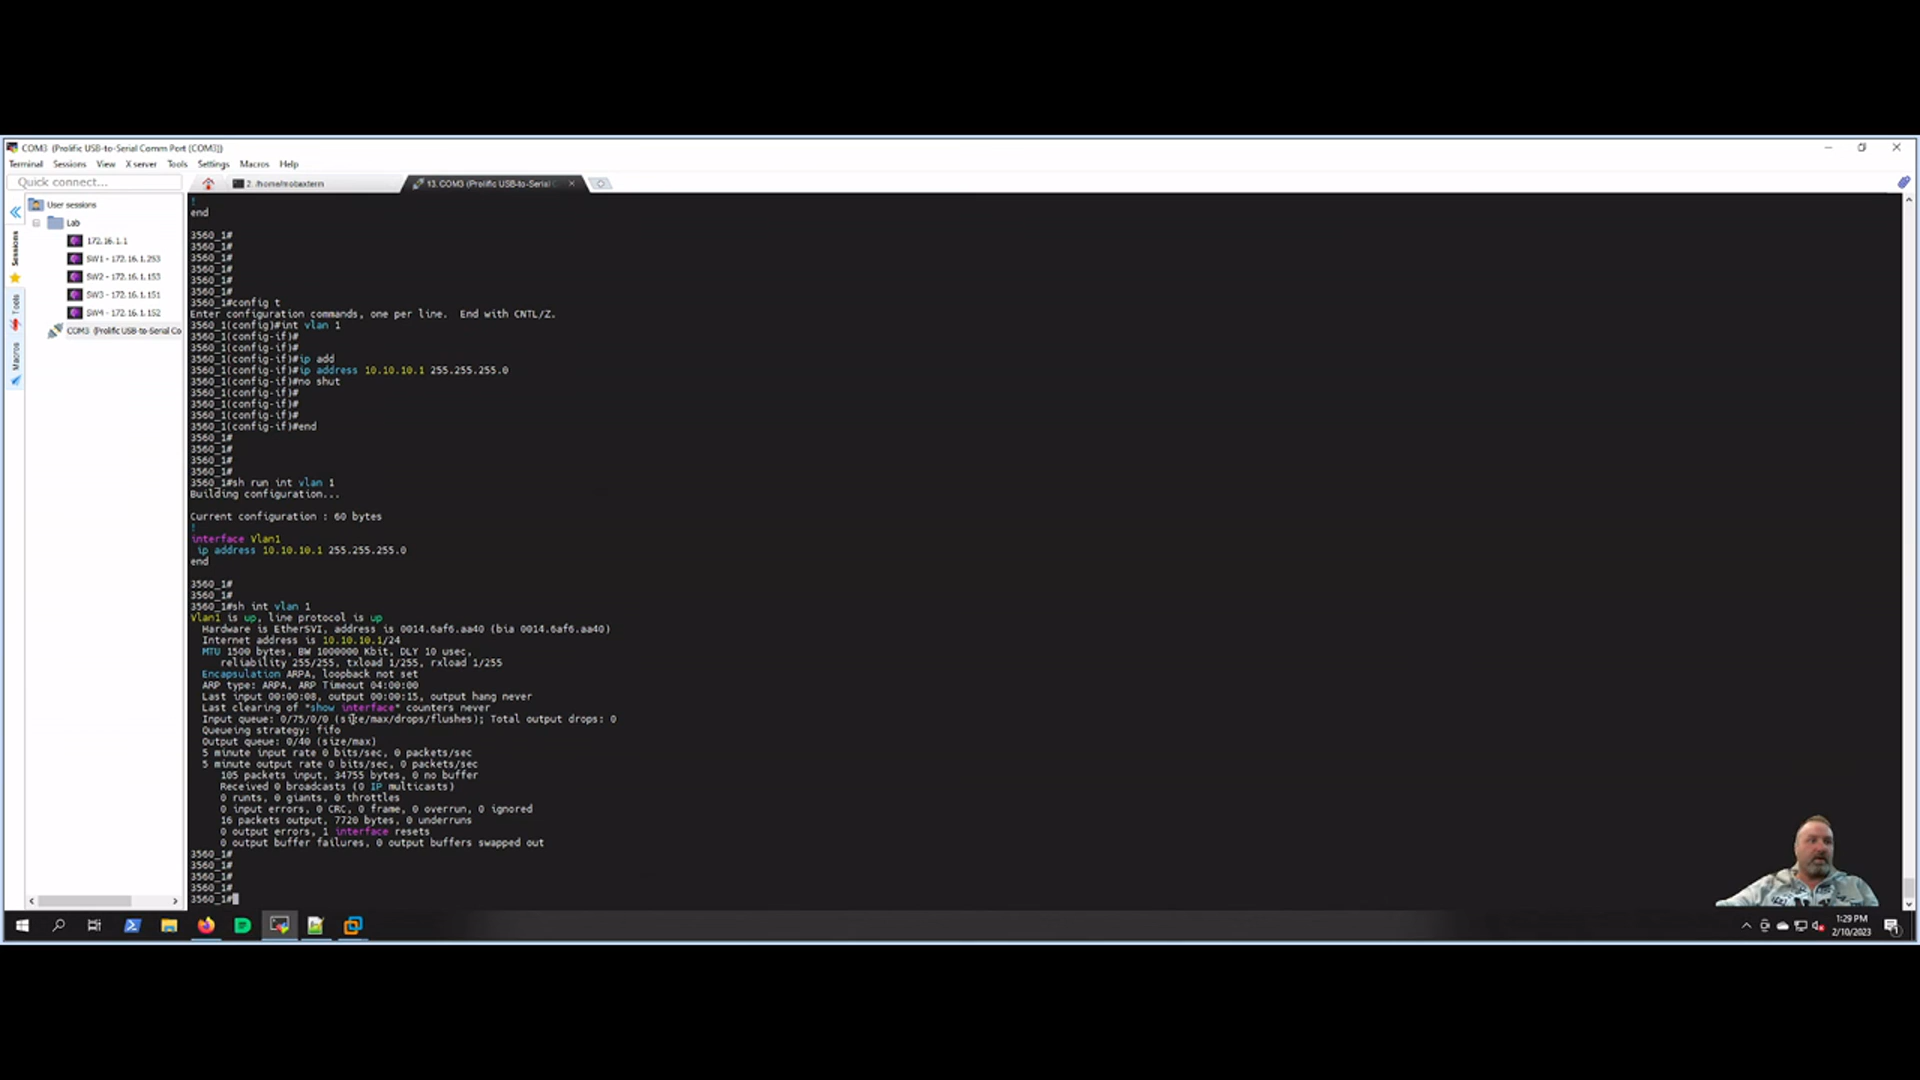 COM3 (Prolific USB-to-Serial Comm Port (COM3))
Terminal Sessions View X server Tools Settings Macros Help
Quick connect...
2. /home/mobaxterm
13. COM3 (Prolific USB-to-Serial C
User sessions
Lab
172.16.1.1
SW1 - 172.16.1.253
SW2 - 172.16.1.153
SW3 - 172.16.1.151
SW4 - 172.16.1.152
COM3 (Prolific USB-to-Serial Co
Sessions
Tools
Macros
!
end
3560_1#
3560_1#
3560_1#
3560_1#
3560_1#
3560_1#
3560_1#config t
Enter configuration commands, one per line. End with CNTL/Z.
3560_1(config)#int vlan 1
3560_1(config-if)#
3560_1(config-if)#
3560_1(config-if)#ip add
3560_1(config-if)#ip address 10.10.10.1 255.255.255.0
3560_1(config-if)#no shut
3560_1(config-if)#
3560_1(config-if)#
3560_1(config-if)#
3560_1(config-if)#end
3560_1#
3560_1#
3560_1#
3560_1#
3560_1#sh run int vlan 1
Building configuration...
Current configuration : 60 bytes
!
interface Vlan1
ip address 10.10.10.1 255.255.255.0
end
3560_1#
3560_1#
3560_1#sh int vlan 1
Vlan1 is up, line protocol is up
Hardware is EtherSVI, address is 0014.6af6.aa40 (bia 0014.6af6.aa40)
Internet address is 10.10.10.1/24
MTU 1500 bytes, BW 1000000 Kbit, DLY 10 usec,
reliability 255/255, txload 1/255, rxload 1/255
Encapsulation ARPA, loopback not set
ARP type: ARPA, ARP Timeout 04:00:00
Last input 00:00:08, output 00:00:15, output hang never
Last clearing of "show interface" counters never
Input queue: 0/75/0/0 (size/max/drops/flushes); Total output drops: 0
Queueing strategy: fifo
Output queue: 0/40 (size/max)
5 minute input rate 0 bits/sec, 0 packets/sec
5 minute output rate 0 bits/sec, 0 packets/sec
105 packets input, 34755 bytes, 0 no buffer
Received 0 broadcasts (0 IP multicasts)
0 runts, 0 giants, 0 throttles
0 input errors, 0 CRC, 0 frame, 0 overrun, 0 ignored
16 packets output, 7720 bytes, 0 underruns
0 output errors, 1 interface resets
0 output buffer failures, 0 output buffers swapped out
3560_1#
3560_1#
3560_1#
3560_1#
3560_1#
1:29 PM
2/10/2023